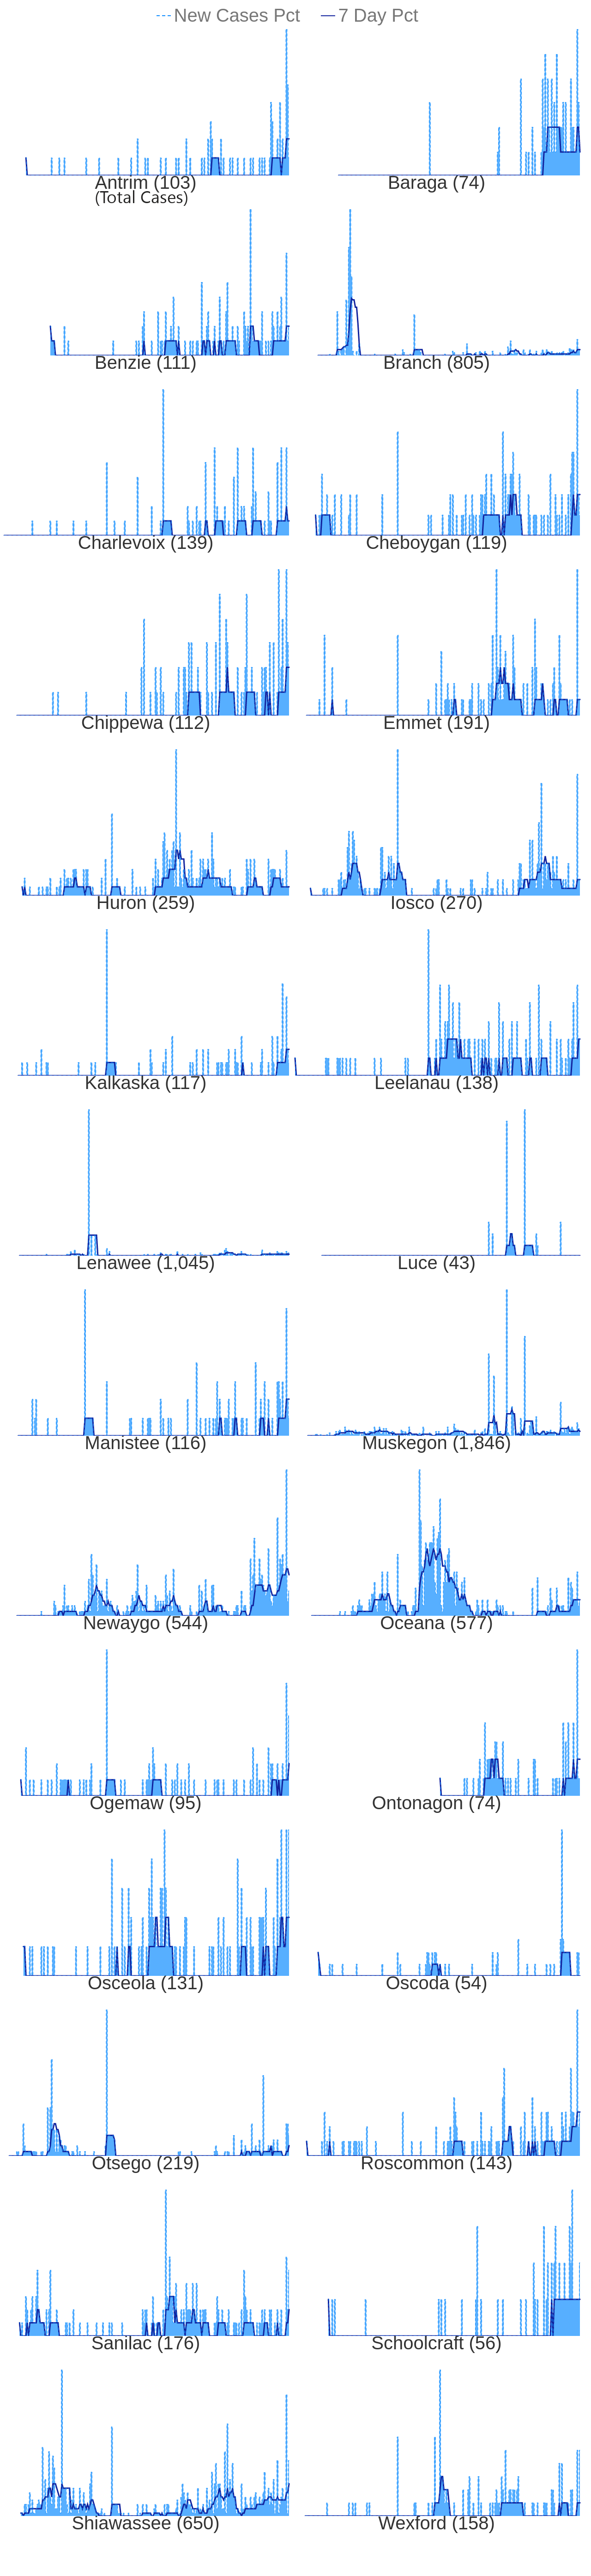 New Cases Pct 7 Day Pct
Antrim (103) Baraga (74)
(Total Cases)
Benzie (111) Branch (805)
Charlevoix (139) Cheboygan (119)
Chippewa (112) Emmet (191)
Huron (259) Iosco (270)
Kalkaska (117) Leelanau (138)
Lenawee (1,045) Luce (43)
Manistee (116) Muskegon (1,846)
Newaygo (544) Oceana (577)
Ogemaw (95) Ontonagon (74)
Osceola (131) Oscoda (54)
Otsego (219) Roscommon (143)
Sanilac (176) Schoolcraft (56)
Shiawassee (650) Wexford (158)